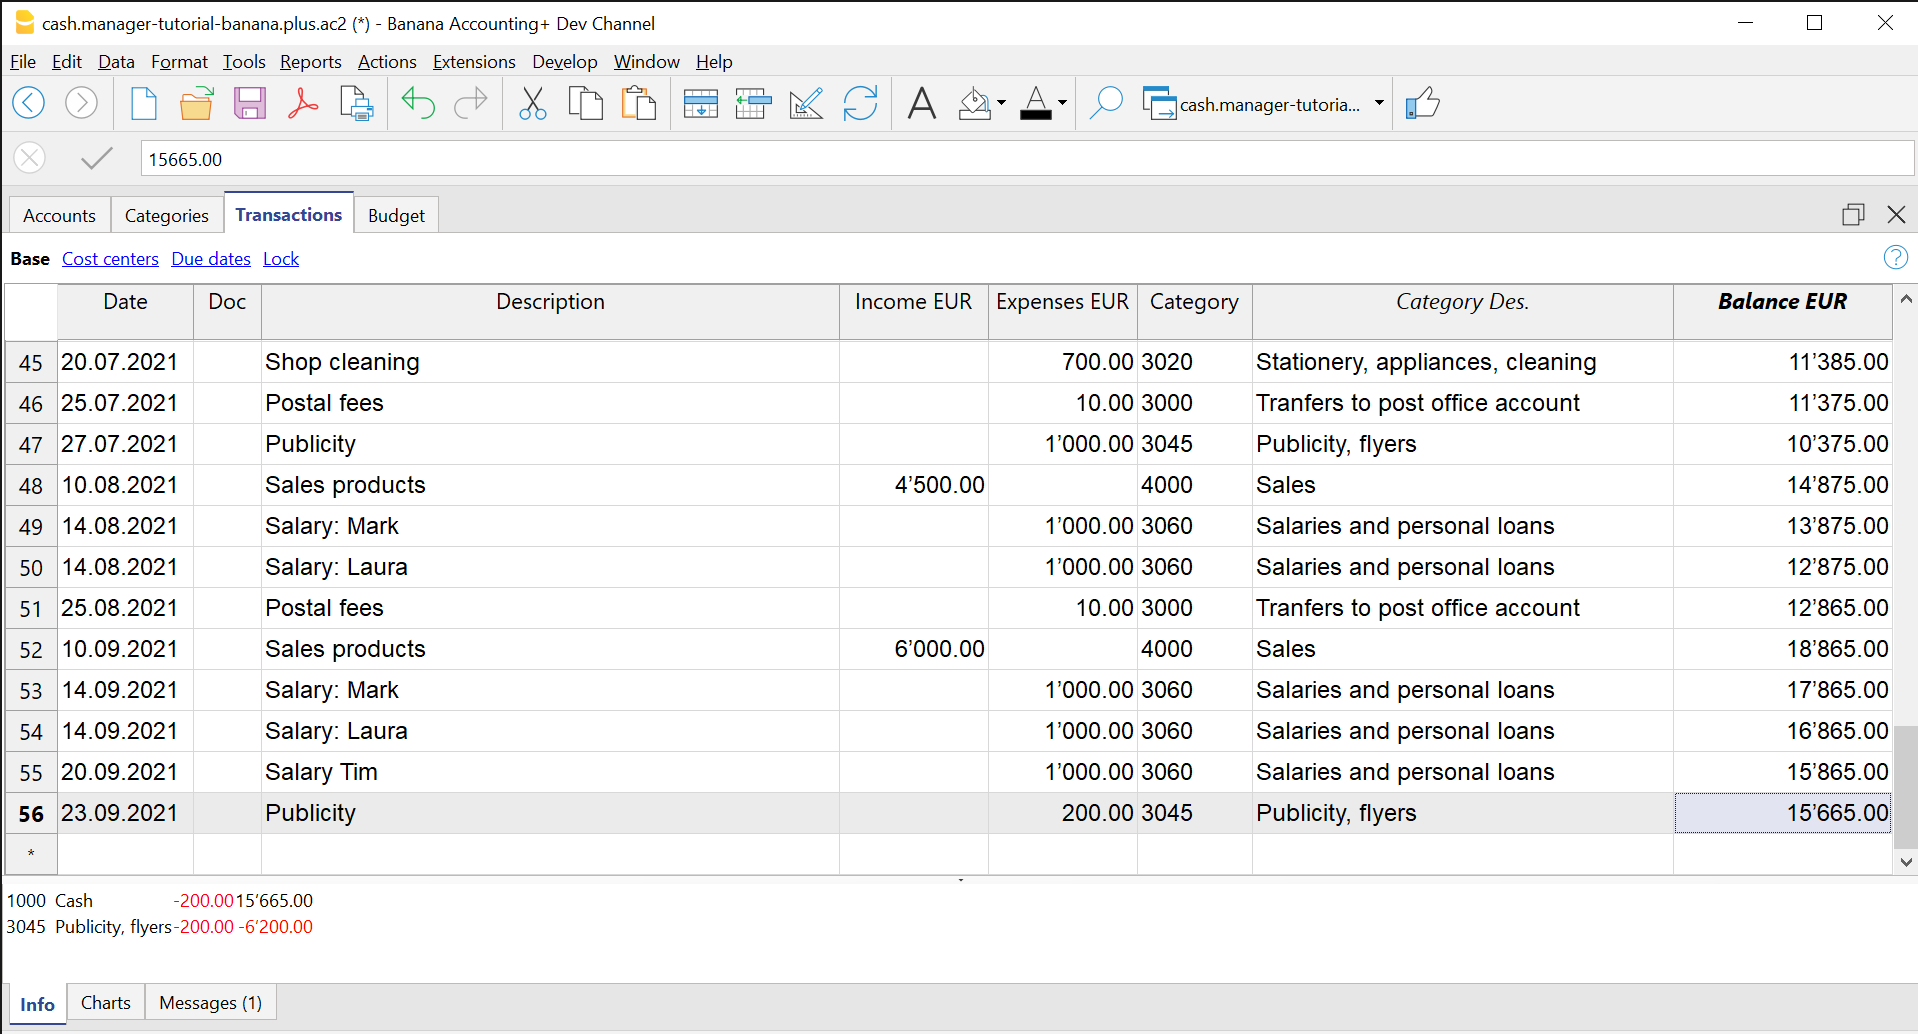 cash.manager-tutorial-banana.plus.ac2 (*) - Banana Accounting+ Dev Channel
File Edit Data Format Tools Reports Actions Extensions Develop Window Help
A A cash.manager-tutoria...
15665.00
Accounts Categories Transactions Budget
Base Cost centers Due dates Lock ?
Date Doc Description Income EUR Expenses EUR Category Category Des. Balance EUR
45 20.07.2021 Shop cleaning 700.00 3020 Stationery, appliances, cleaning 11’385.00
46 25.07.2021 Postal fees 10.00 3000 Tranfers to post office account 11’375.00
47 27.07.2021 Publicity 1’000.00 3045 Publicity, flyers 10’375.00
48 10.08.2021 Sales products 4’500.00 4000 Sales 14’875.00
49 14.08.2021 Salary: Mark 1’000.00 3060 Salaries and personal loans 13’875.00
50 14.08.2021 Salary: Laura 1’000.00 3060 Salaries and personal loans 12’875.00
51 25.08.2021 Postal fees 10.00 3000 Tranfers to post office account 12’865.00
52 10.09.2021 Sales products 6’000.00 4000 Sales 18’865.00
53 14.09.2021 Salary: Mark 1’000.00 3060 Salaries and personal loans 17’865.00
54 14.09.2021 Salary: Laura 1’000.00 3060 Salaries and personal loans 16’865.00
55 20.09.2021 Salary Tim 1’000.00 3060 Salaries and personal loans 15’865.00
56 23.09.2021 Publicity 200.00 3045 Publicity, flyers 15’665.00
*
1000 Cash -200.00 15’665.00
3045 Publicity, flyers -200.00 -6’200.00
Info Charts Messages (1)